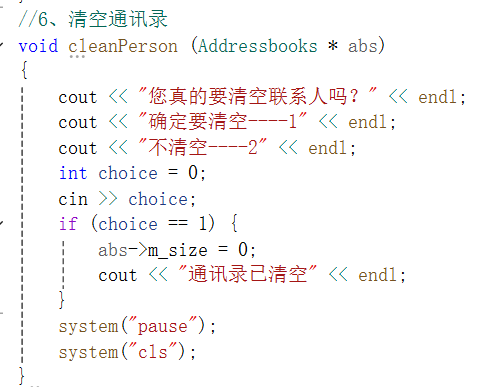 //6、清空通讯录
void cleanPerson (Addressbooks * abs)
{
cout << "您真的要清空联系人吗？" << endl;
cout << "确定要清空----1" << endl;
cout << "不清空----2" << endl;
int choice = 0;
cin >> choice;
if (choice == 1) {
abs->m_size = 0;
cout << "通讯录已清空" << endl;
}
system("pause");
system("cls");
}